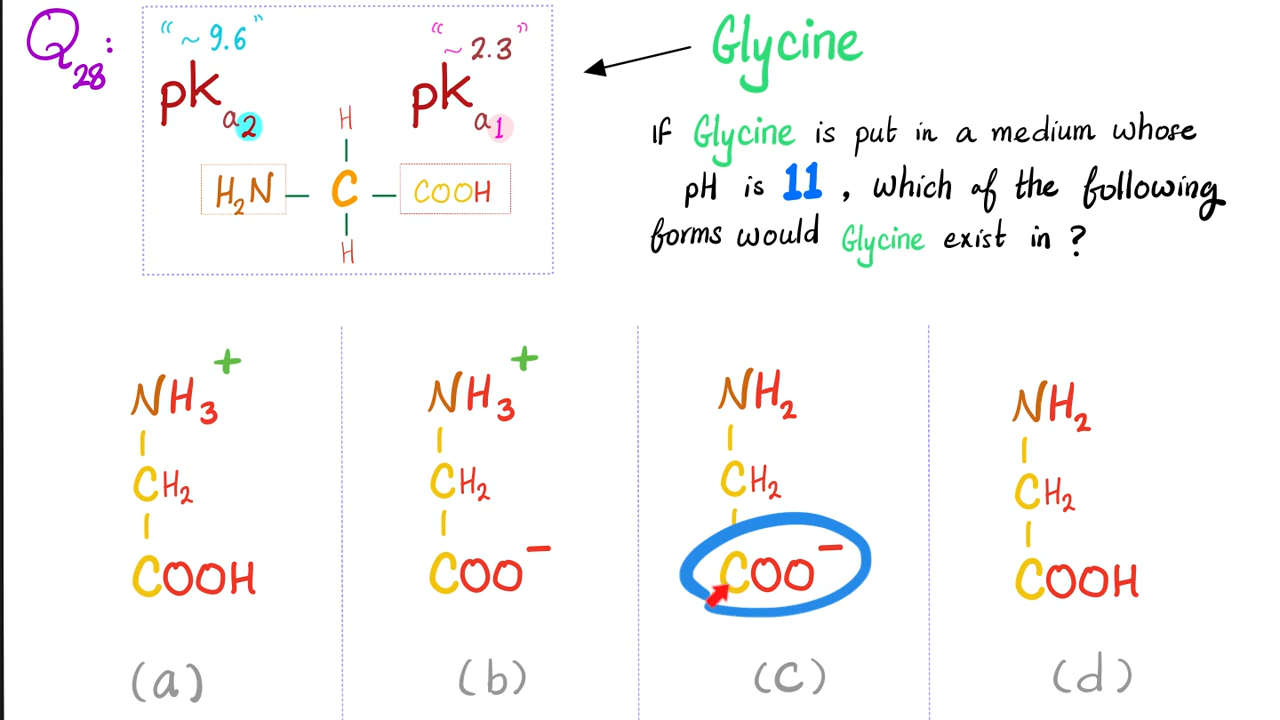 Q28:
"~ 9.6"
"~ 2.3"
Glycine
pKa2
pKa1
H
H2N – C – COOH
H
If Glycine is put in a medium whose
pH is 11, which of the following
forms would Glycine exist in ?
NH3+
CH2
COOH
(a)
NH3+
CH2
COO−
(b)
NH2
CH2
COO−
(c)
NH2
CH2
COOH
(d)